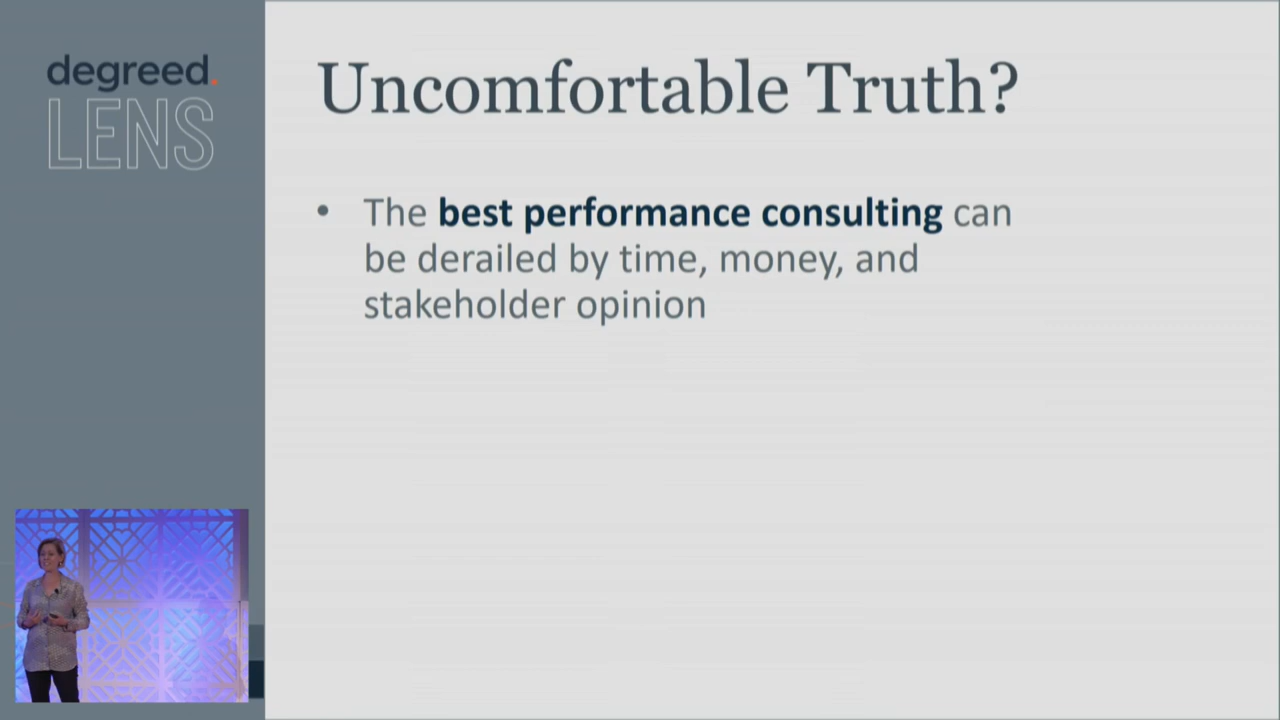 degreed.
LENS
Uncomfortable Truth?
• The best performance consulting can
be derailed by time, money, and
stakeholder opinion